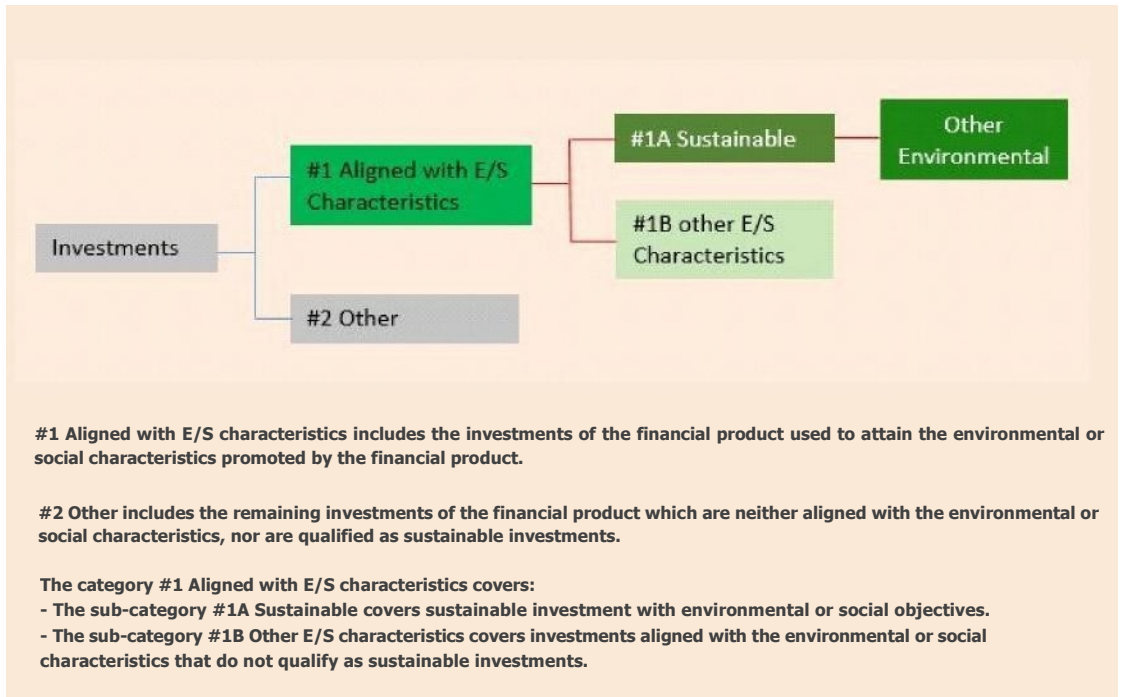 Investments
#1 Aligned with E/S
Characteristics
#2 Other
#1A Sustainable
#1B other E/S
Characteristics
Other
Environmental
#1 Aligned with E/S characteristics includes the investments of the financial product used to attain the environmental or
social characteristics promoted by the financial product.
#2 Other includes the remaining investments of the financial product which are neither aligned with the environmental or
social characteristics, nor are qualified as sustainable investments.
The category #1 Aligned with E/S characteristics covers:
- The sub-category #1A Sustainable covers sustainable investment with environmental or social objectives.
- The sub-category #1B Other E/S characteristics covers investments aligned with the environmental or social
characteristics that do not qualify as sustainable investments.